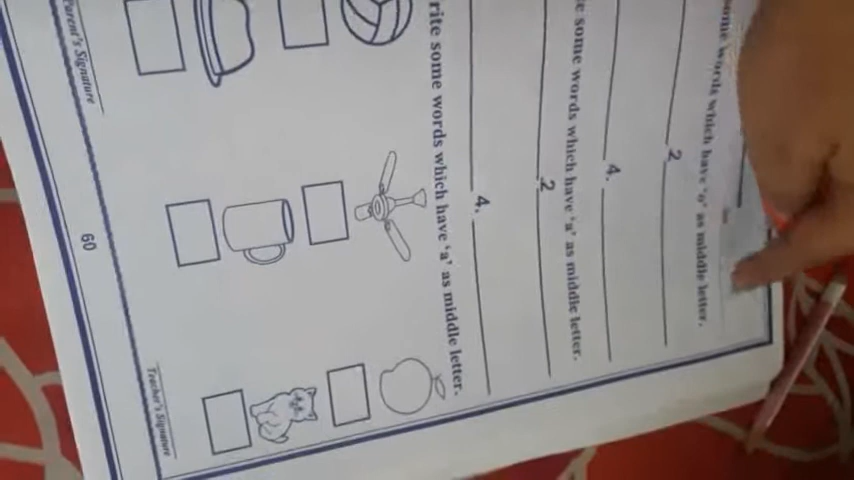 some words which have 'o' as middle letter.
2
4.
e some words which have 'a' as middle letter.
2
4.
rite some words which have 'a' as middle letter.
Parent's Signature
60
Teacher's Signature